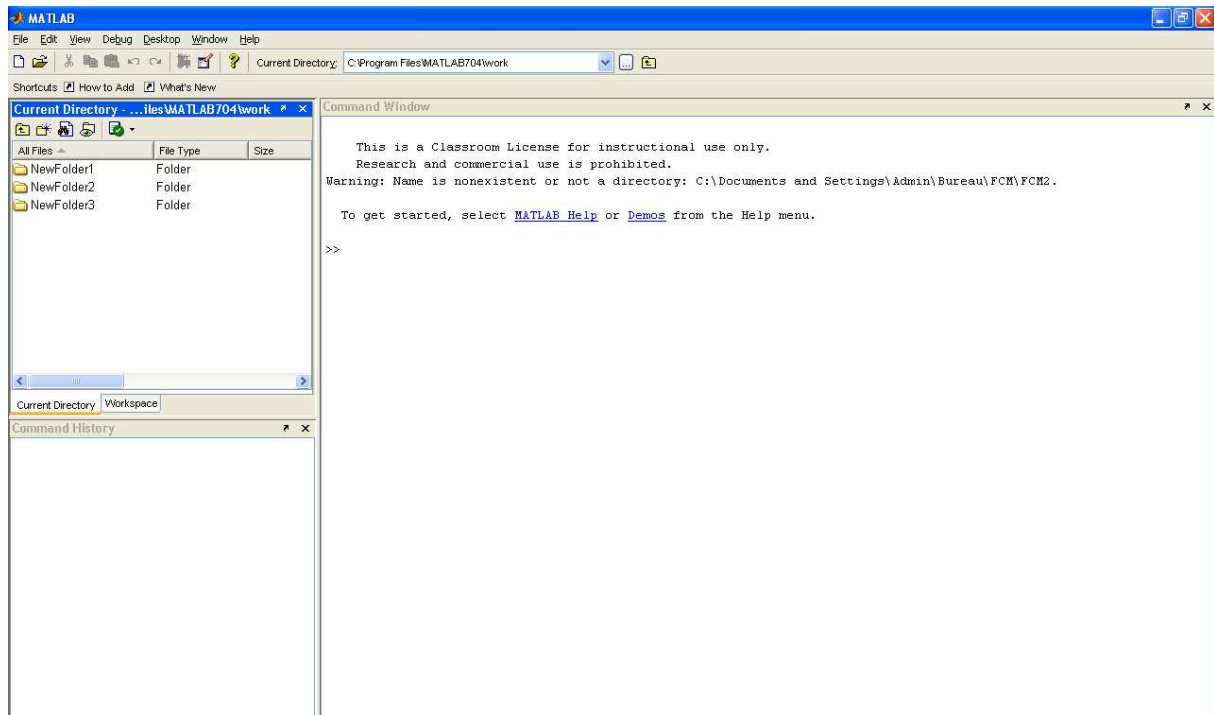 MATLAB
File Edit View Debug Desktop Window Help
Current Directory: C:\Program Files\MATLAB704\work
Shortcuts How to Add What's New
Current Directory - ...iles\MATLAB704\work
All Files File Type Size
NewFolder1 Folder
NewFolder2 Folder
NewFolder3 Folder
Current Directory Workspace
Command History
Command Window
This is a Classroom License for instructional use only.
Research and commercial use is prohibited.
Warning: Name is nonexistent or not a directory: C:\Documents and Settings\Admin\Bureau\FCM\FCM2.
To get started, select MATLAB Help or Demos from the Help menu.
>>